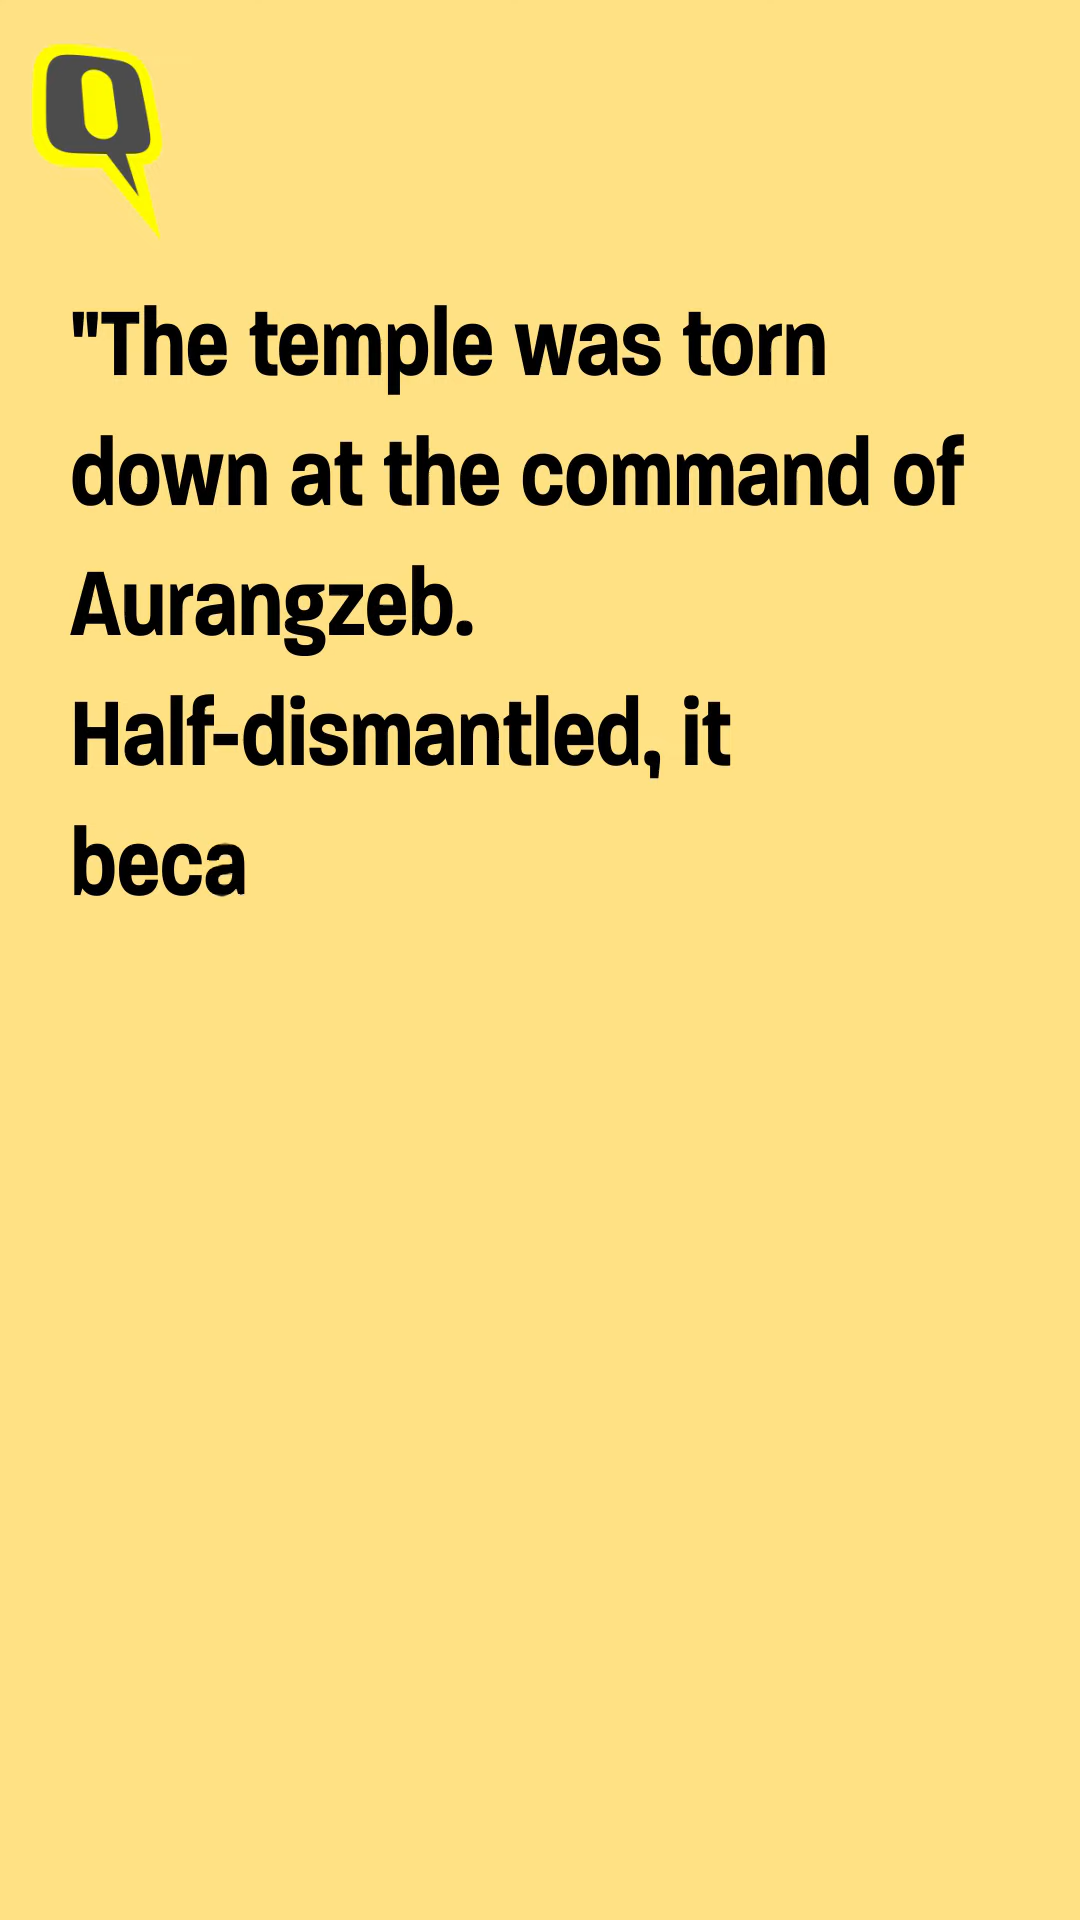 "The temple was torn
down at the command of
Aurangzeb.
Half-dismantled, it
beca